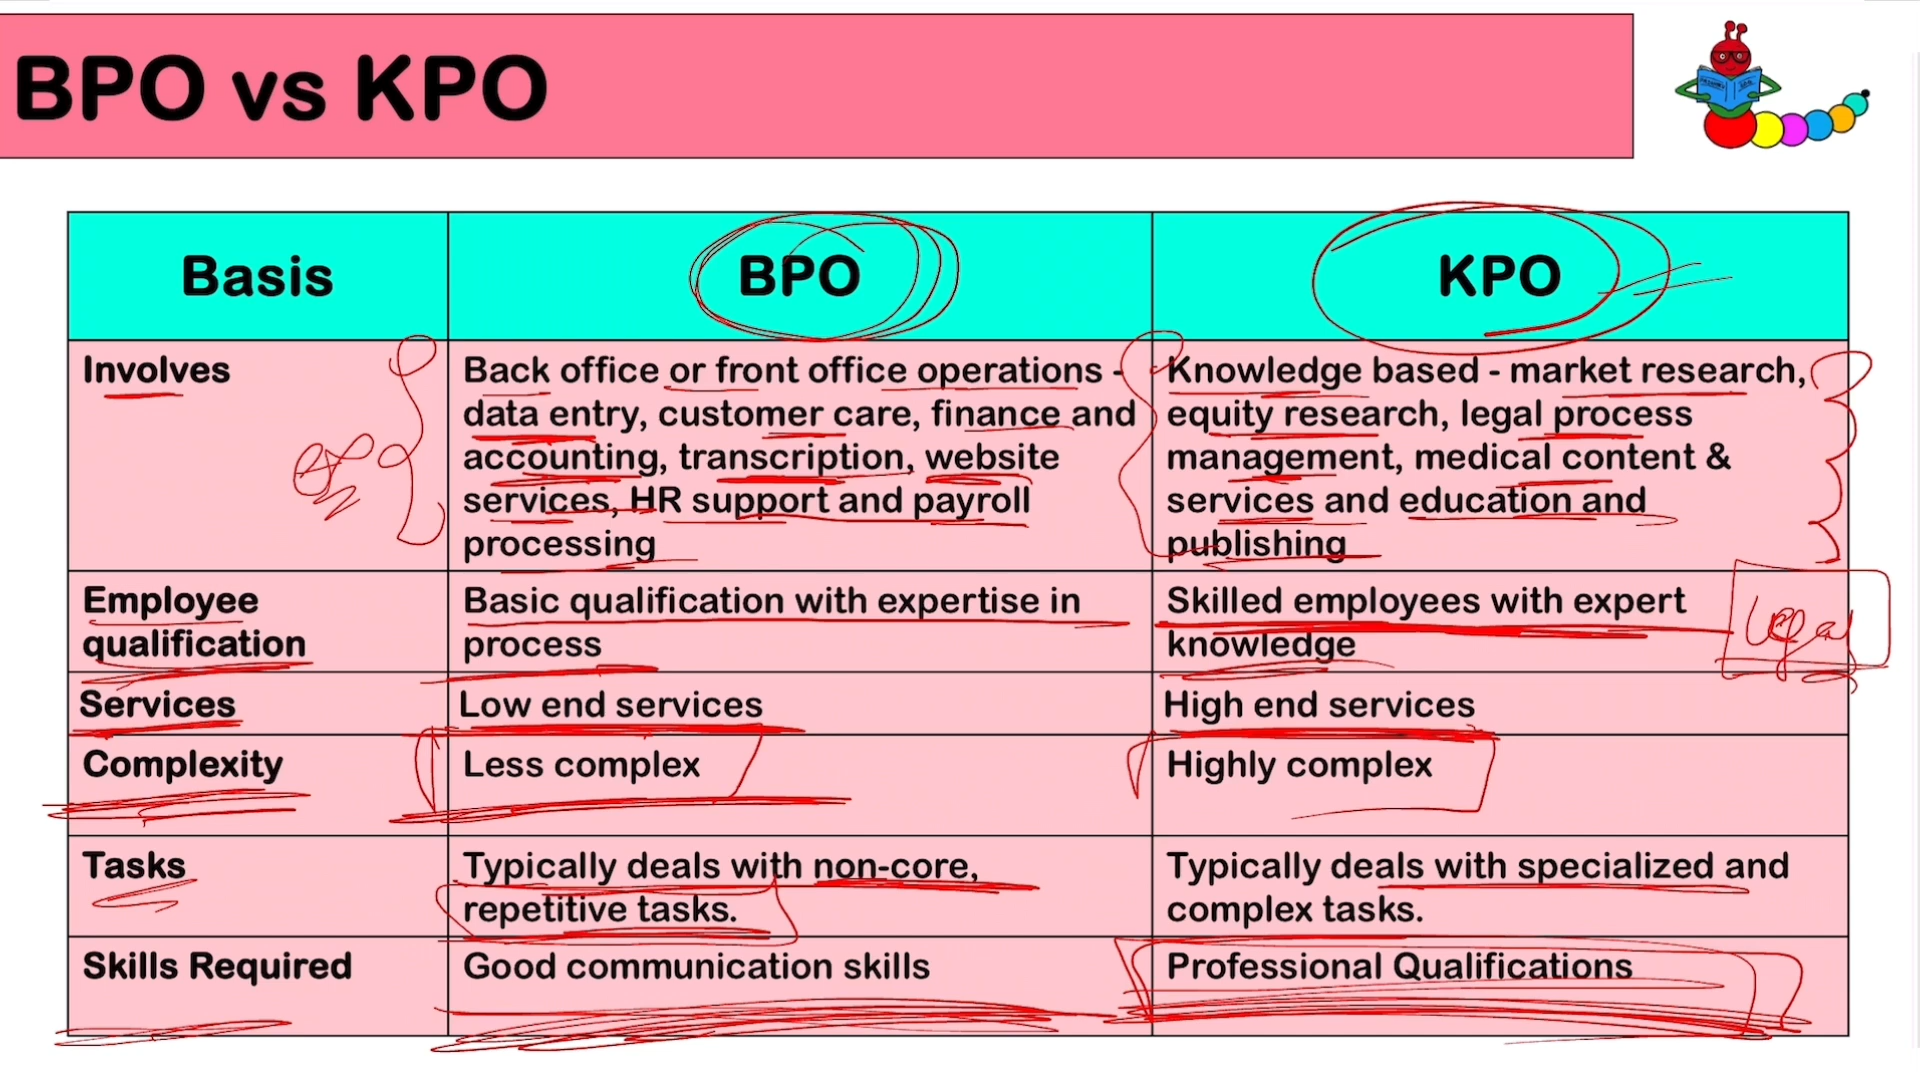 BPO vs KPO
Basis
BPO
KPO
Involves
Back office or front office operations -
data entry, customer care, finance and
accounting, transcription, website
services, HR support and payroll
processing
Knowledge based - market research,
equity research, legal process
management, medical content &
services and education and
publishing
Employee
qualification
Basic qualification with expertise in
process
Skilled employees with expert
knowledge
Legal
Services
Low end services
High end services
Complexity
Less complex
Highly complex
Tasks
Typically deals with non-core,
repetitive tasks.
Typically deals with specialized and
complex tasks.
Skills Required
Good communication skills
Professional Qualifications